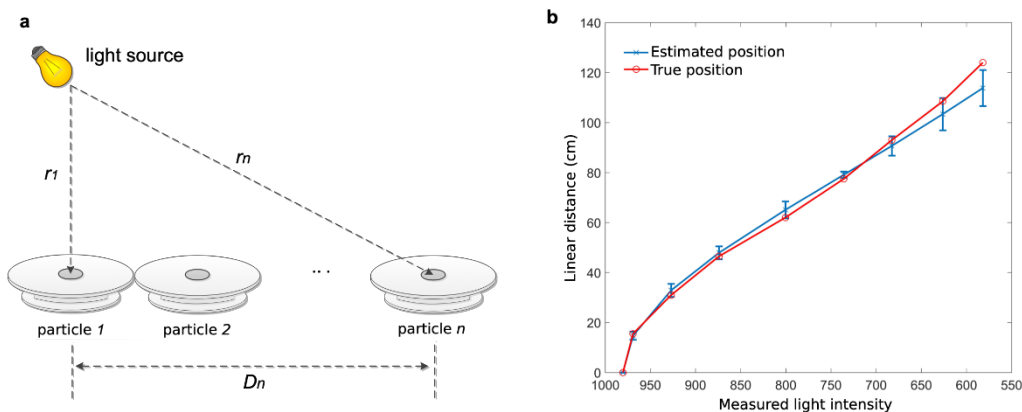 a
light source
r1
rn
...
particle 1
particle 2
particle n
Dn
b
140
120
100
80
60
40
20
0
Linear distance (cm)
Estimated position
True position
1000 950 900 850 800 750 700 650 600 550
Measured light intensity